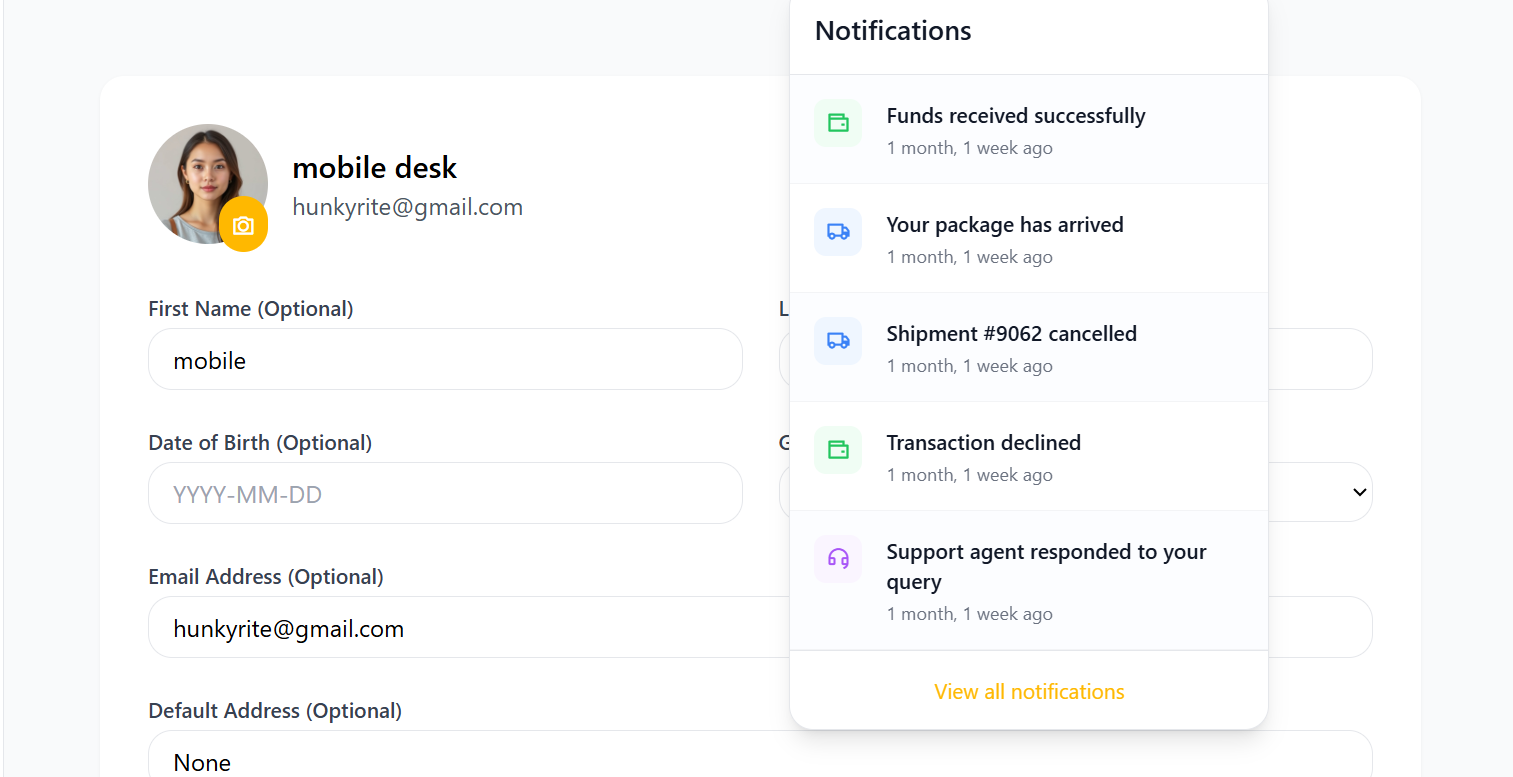 Notifications
mobile desk
hunkyrite@gmail.com
First Name (Optional)
mobile
Date of Birth (Optional)
YYYY-MM-DD
Email Address (Optional)
hunkyrite@gmail.com
Default Address (Optional)
None
Funds received successfully
1 month, 1 week ago
Your package has arrived
1 month, 1 week ago
Shipment #9062 cancelled
1 month, 1 week ago
Transaction declined
1 month, 1 week ago
Support agent responded to your
query
1 month, 1 week ago
View all notifications